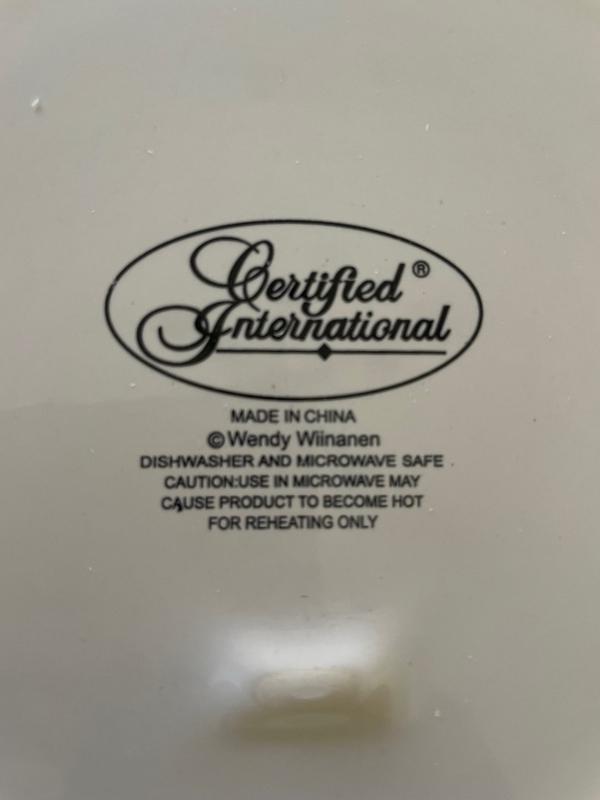 Certified ®
International
MADE IN CHINA
© Wendy Wiinanen
DISHWASHER AND MICROWAVE SAFE
CAUTION:USE IN MICROWAVE MAY
CAUSE PRODUCT TO BECOME HOT
FOR REHEATING ONLY